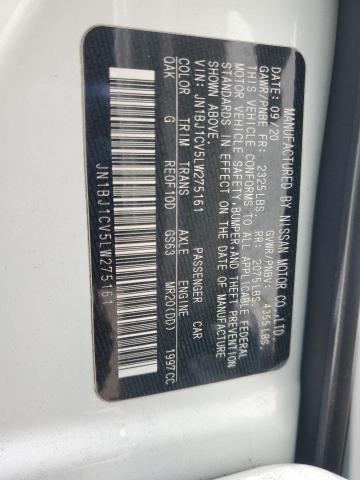 MFD BY NISSAN MOTOR CO.,LTD.
DATE: 09/20 GVWR/PNBV: 4355LBS,
GAWR/PNBE FR: 2325LBS, RR: 2075LBS,
THIS VEHICLE CONFORMS TO ALL APPLICABLE FEDERAL
MOTOR VEHICLE SAFETY, BUMPER, AND THEFT PREVENTION
STANDARDS IN EFFECT ON THE DATE OF MANUFACTURE
SHOWN ABOVE.
VIN: JN1BJ1CV5LW275161 PASSENGER CAR
COLOR TRIM TRANS AXLE ENGINE
QAK G RE0F10D GS63 MR20(DD) 1997CC
JN1BJ1CV5LW275161